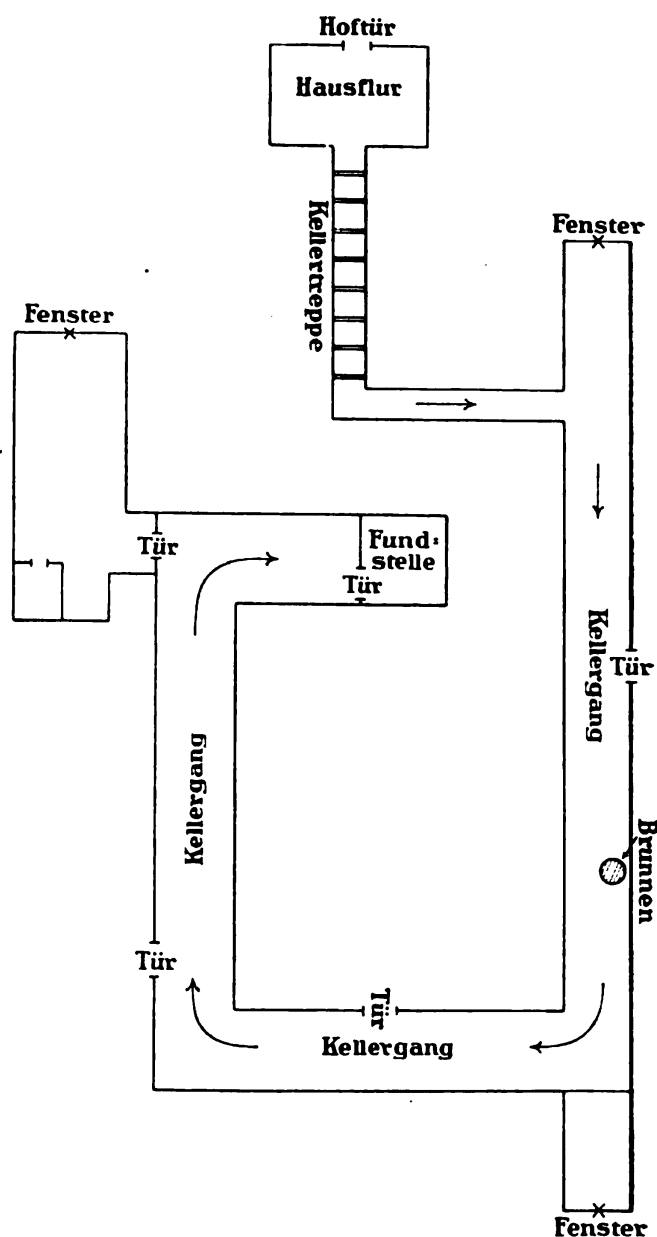 Hoftür
Hausflur
Kellertreppe
Fenster
Fenster
Tür
Fund=
stelle
Tür
Kellergang
Tür
Kellergang
Brunnen
Tür
Tür
Kellergang
Fenster